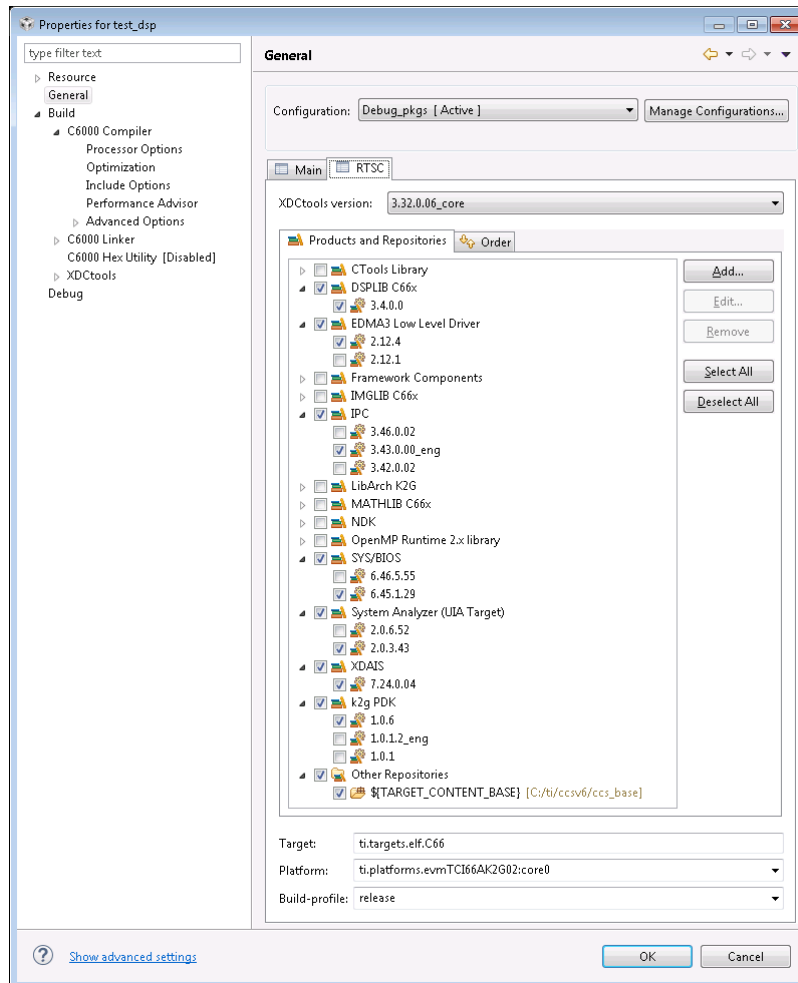 Properties for test_dsp
type filter text
Resource
General
Build
C6000 Compiler
Processor Options
Optimization
Include Options
Performance Advisor
Advanced Options
C6000 Linker
C6000 Hex Utility [Disabled]
XDCtools
Debug
General
Configuration: Debug_pkgs [ Active ] Manage Configurations...
Main RTSC
XDCtools version: 3.32.0.06_core
Products and Repositories Order
CTools Library
DSPLIB C66x
3.4.0.0
EDMA3 Low Level Driver
2.12.4
2.12.1
Framework Components
IMGLIB C66x
IPC
3.46.0.02
3.43.0.00_eng
3.42.0.02
LibArch K2G
MATHLIB C66x
NDK
OpenMP Runtime 2.x library
SYS/BIOS
6.46.5.55
6.45.1.29
System Analyzer (UIA Target)
2.0.6.52
2.0.3.43
XDAIS
7.24.0.04
k2g PDK
1.0.6
1.0.1.2_eng
1.0.1
Other Repositories
${TARGET_CONTENT_BASE} [C:/ti/ccsv6/ccs_base]
Add...
Edit...
Remove
Select All
Deselect All
Target: ti.targets.elf.C66
Platform: ti.platforms.evmTCI66AK2G02:core0
Build-profile: release
Show advanced settings
OK
Cancel